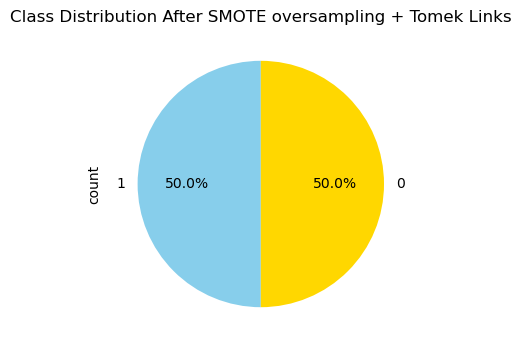 Class Distribution After SMOTE oversampling + Tomek Links
count
1
50.0%
50.0%
0